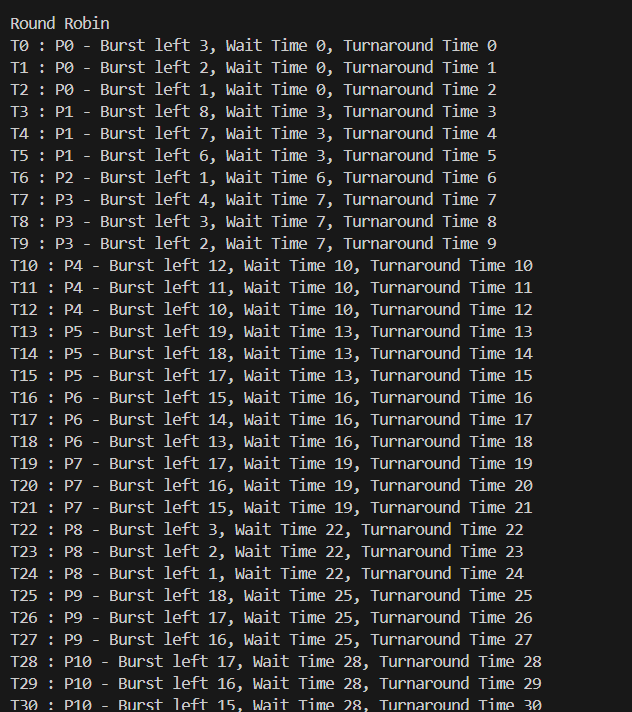 Round Robin
T0 : P0 - Burst left 3, Wait Time 0, Turnaround Time 0
T1 : P0 - Burst left 2, Wait Time 0, Turnaround Time 1
T2 : P0 - Burst left 1, Wait Time 0, Turnaround Time 2
T3 : P1 - Burst left 8, Wait Time 3, Turnaround Time 3
T4 : P1 - Burst left 7, Wait Time 3, Turnaround Time 4
T5 : P1 - Burst left 6, Wait Time 3, Turnaround Time 5
T6 : P2 - Burst left 1, Wait Time 6, Turnaround Time 6
T7 : P3 - Burst left 4, Wait Time 7, Turnaround Time 7
T8 : P3 - Burst left 3, Wait Time 7, Turnaround Time 8
T9 : P3 - Burst left 2, Wait Time 7, Turnaround Time 9
T10 : P4 - Burst left 12, Wait Time 10, Turnaround Time 10
T11 : P4 - Burst left 11, Wait Time 10, Turnaround Time 11
T12 : P4 - Burst left 10, Wait Time 10, Turnaround Time 12
T13 : P5 - Burst left 19, Wait Time 13, Turnaround Time 13
T14 : P5 - Burst left 18, Wait Time 13, Turnaround Time 14
T15 : P5 - Burst left 17, Wait Time 13, Turnaround Time 15
T16 : P6 - Burst left 15, Wait Time 16, Turnaround Time 16
T17 : P6 - Burst left 14, Wait Time 16, Turnaround Time 17
T18 : P6 - Burst left 13, Wait Time 16, Turnaround Time 18
T19 : P7 - Burst left 17, Wait Time 19, Turnaround Time 19
T20 : P7 - Burst left 16, Wait Time 19, Turnaround Time 20
T21 : P7 - Burst left 15, Wait Time 19, Turnaround Time 21
T22 : P8 - Burst left 3, Wait Time 22, Turnaround Time 22
T23 : P8 - Burst left 2, Wait Time 22, Turnaround Time 23
T24 : P8 - Burst left 1, Wait Time 22, Turnaround Time 24
T25 : P9 - Burst left 18, Wait Time 25, Turnaround Time 25
T26 : P9 - Burst left 17, Wait Time 25, Turnaround Time 26
T27 : P9 - Burst left 16, Wait Time 25, Turnaround Time 27
T28 : P10 - Burst left 17, Wait Time 28, Turnaround Time 28
T29 : P10 - Burst left 16, Wait Time 28, Turnaround Time 29
T30 : P10 - Burst left 15, Wait Time 28, Turnaround Time 30